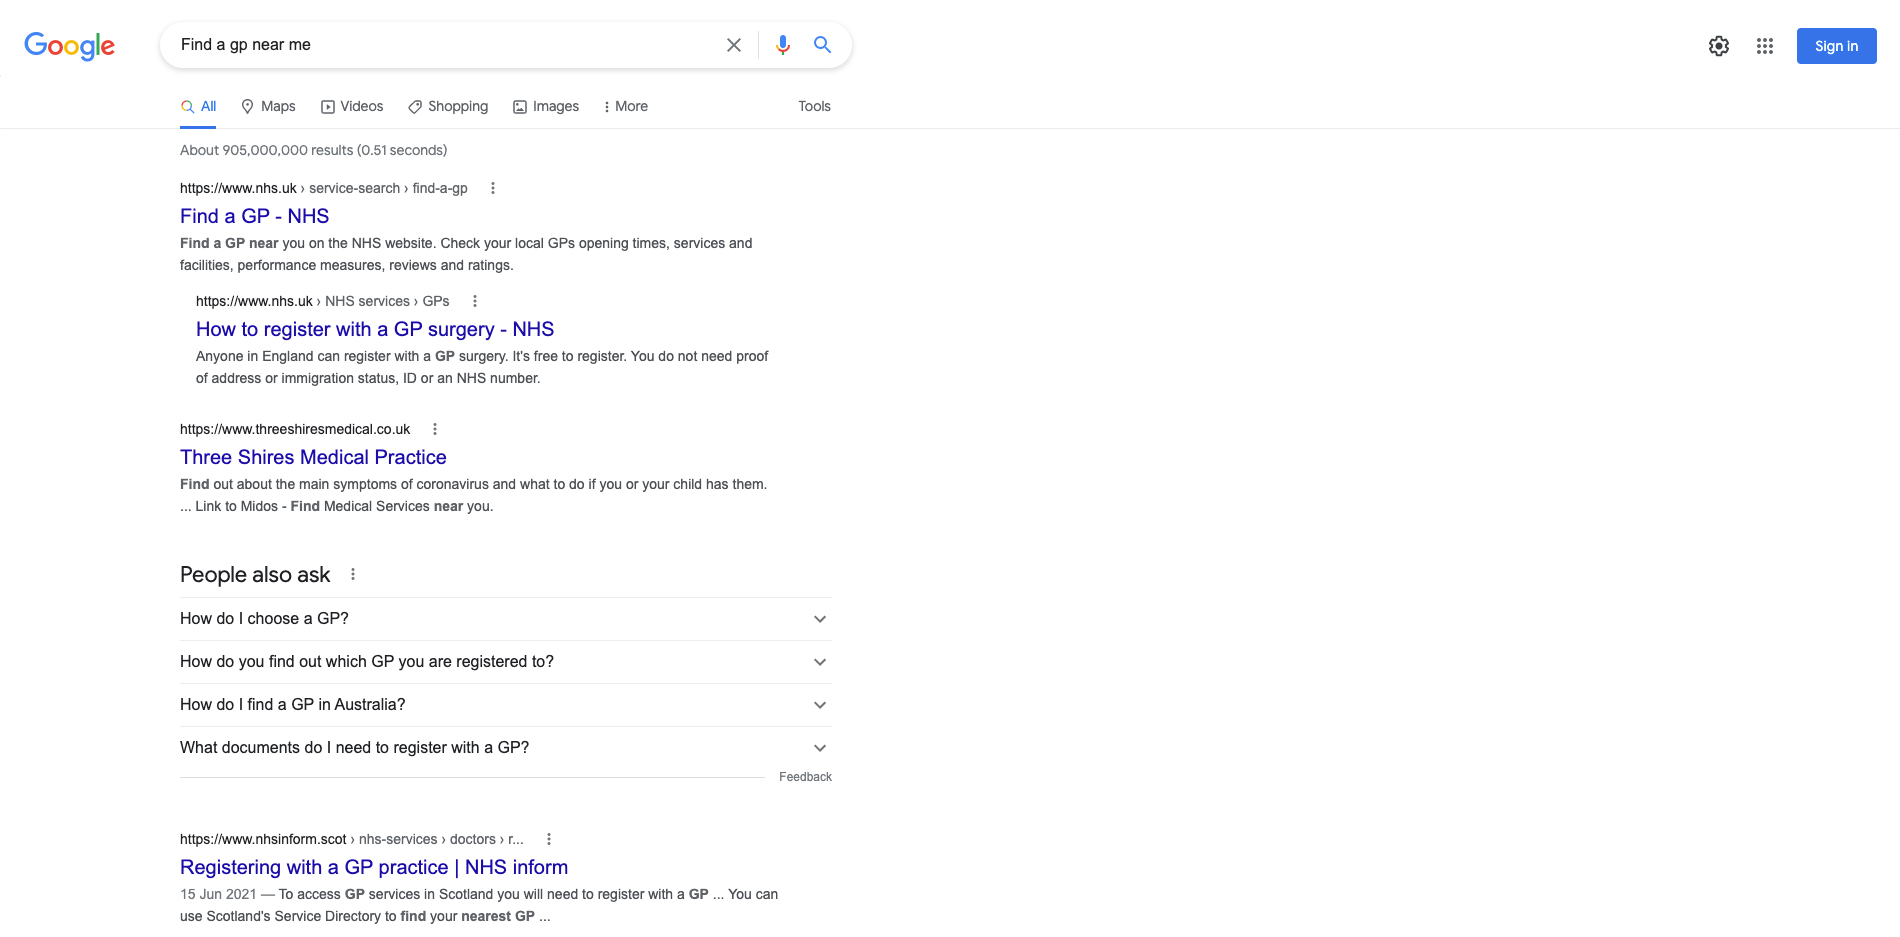 Google
Find a gp near me
Sign in
All
Maps
Videos
Shopping
Images
More
Tools
About 905,000,000 results (0.51 seconds)
https://www.nhs.uk › service-search › find-a-gp
Find a GP - NHS
Find a GP near you on the NHS website. Check your local GPs opening times, services and
facilities, performance measures, reviews and ratings.
https://www.nhs.uk › NHS services › GPs
How to register with a GP surgery - NHS
Anyone in England can register with a GP surgery. It's free to register. You do not need proof
of address or immigration status, ID or an NHS number.
https://www.threeshiresmedical.co.uk
Three Shires Medical Practice
Find out about the main symptoms of coronavirus and what to do if you or your child has them.
... Link to Midos - Find Medical Services near you.
People also ask
How do I choose a GP?
How do you find out which GP you are registered to?
How do I find a GP in Australia?
What documents do I need to register with a GP?
Feedback
https://www.nhsinform.scot › nhs-services › doctors › r...
Registering with a GP practice | NHS inform
15 Jun 2021 — To access GP services in Scotland you will need to register with a GP ... You can
use Scotland's Service Directory to find your nearest GP ...